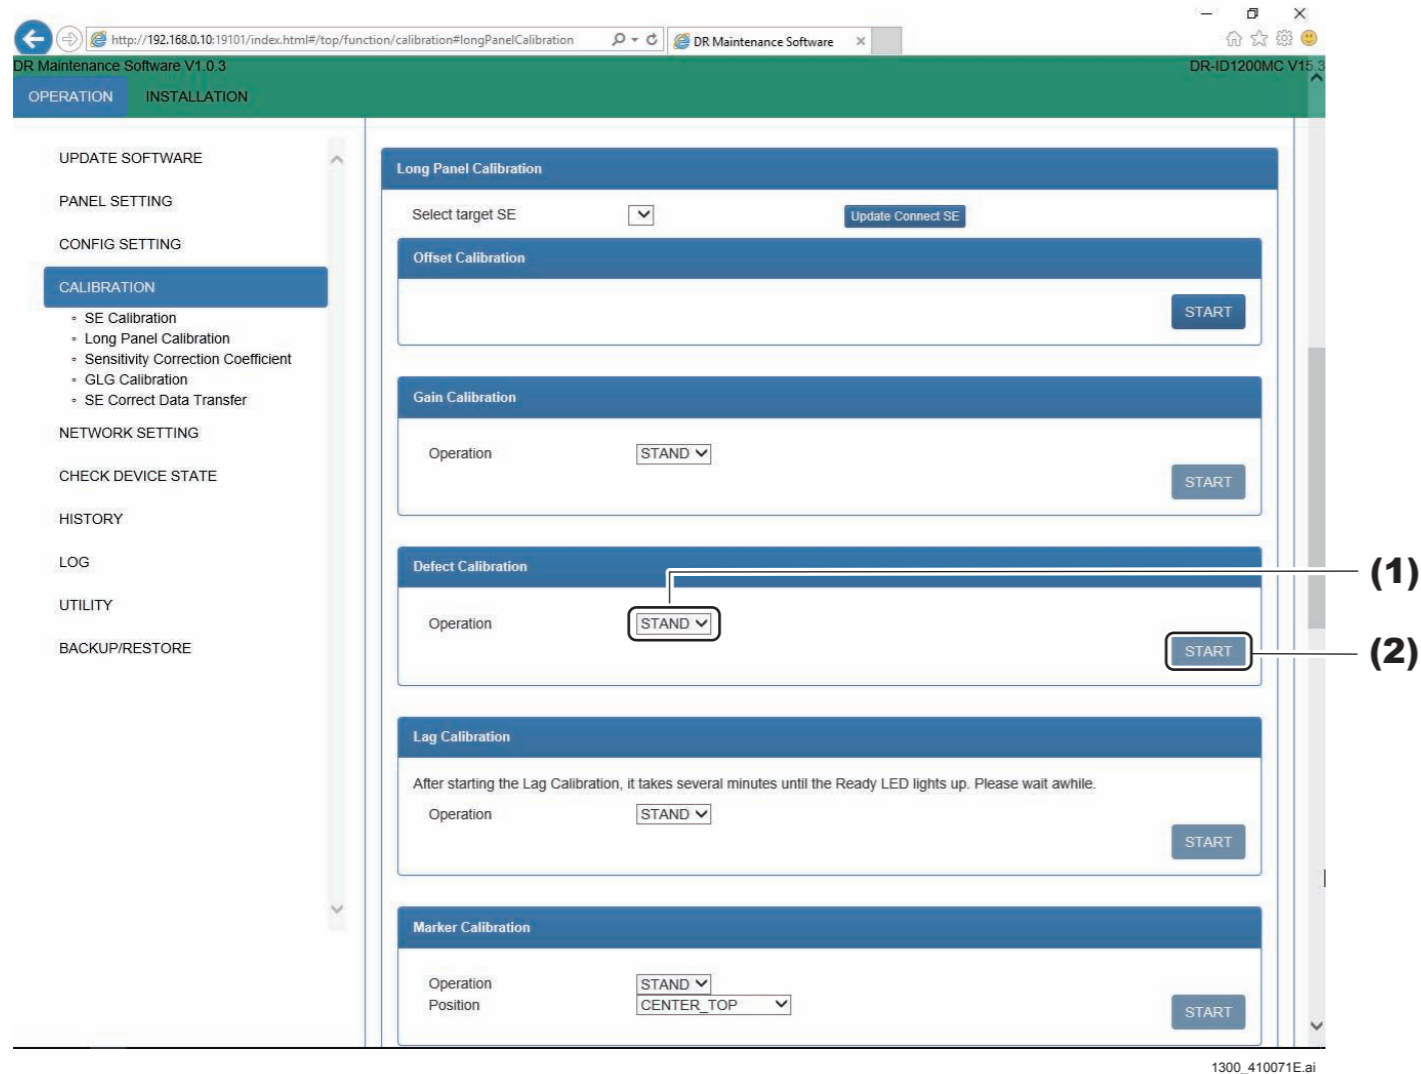 http://192.168.0.10:19101/index.html#/top/function/calibration#longPanelCalibration
DR Maintenance Software
DR Maintenance Software V1.0.3
DR-ID1200MC V15.3
OPERATION
INSTALLATION
UPDATE SOFTWARE
PANEL SETTING
CONFIG SETTING
CALIBRATION
SE Calibration
Long Panel Calibration
Sensitivity Correction Coefficient
GLG Calibration
SE Correct Data Transfer
NETWORK SETTING
CHECK DEVICE STATE
HISTORY
LOG
UTILITY
BACKUP/RESTORE
Long Panel Calibration
Select target SE
Update Connect SE
Offset Calibration
START
Gain Calibration
Operation
STAND
START
Defect Calibration
(1)
Operation
STAND
START
(2)
Lag Calibration
After starting the Lag Calibration, it takes several minutes until the Ready LED lights up. Please wait awhile.
Operation
STAND
START
Marker Calibration
Operation
STAND
Position
CENTER_TOP
START
1300_410071E.ai